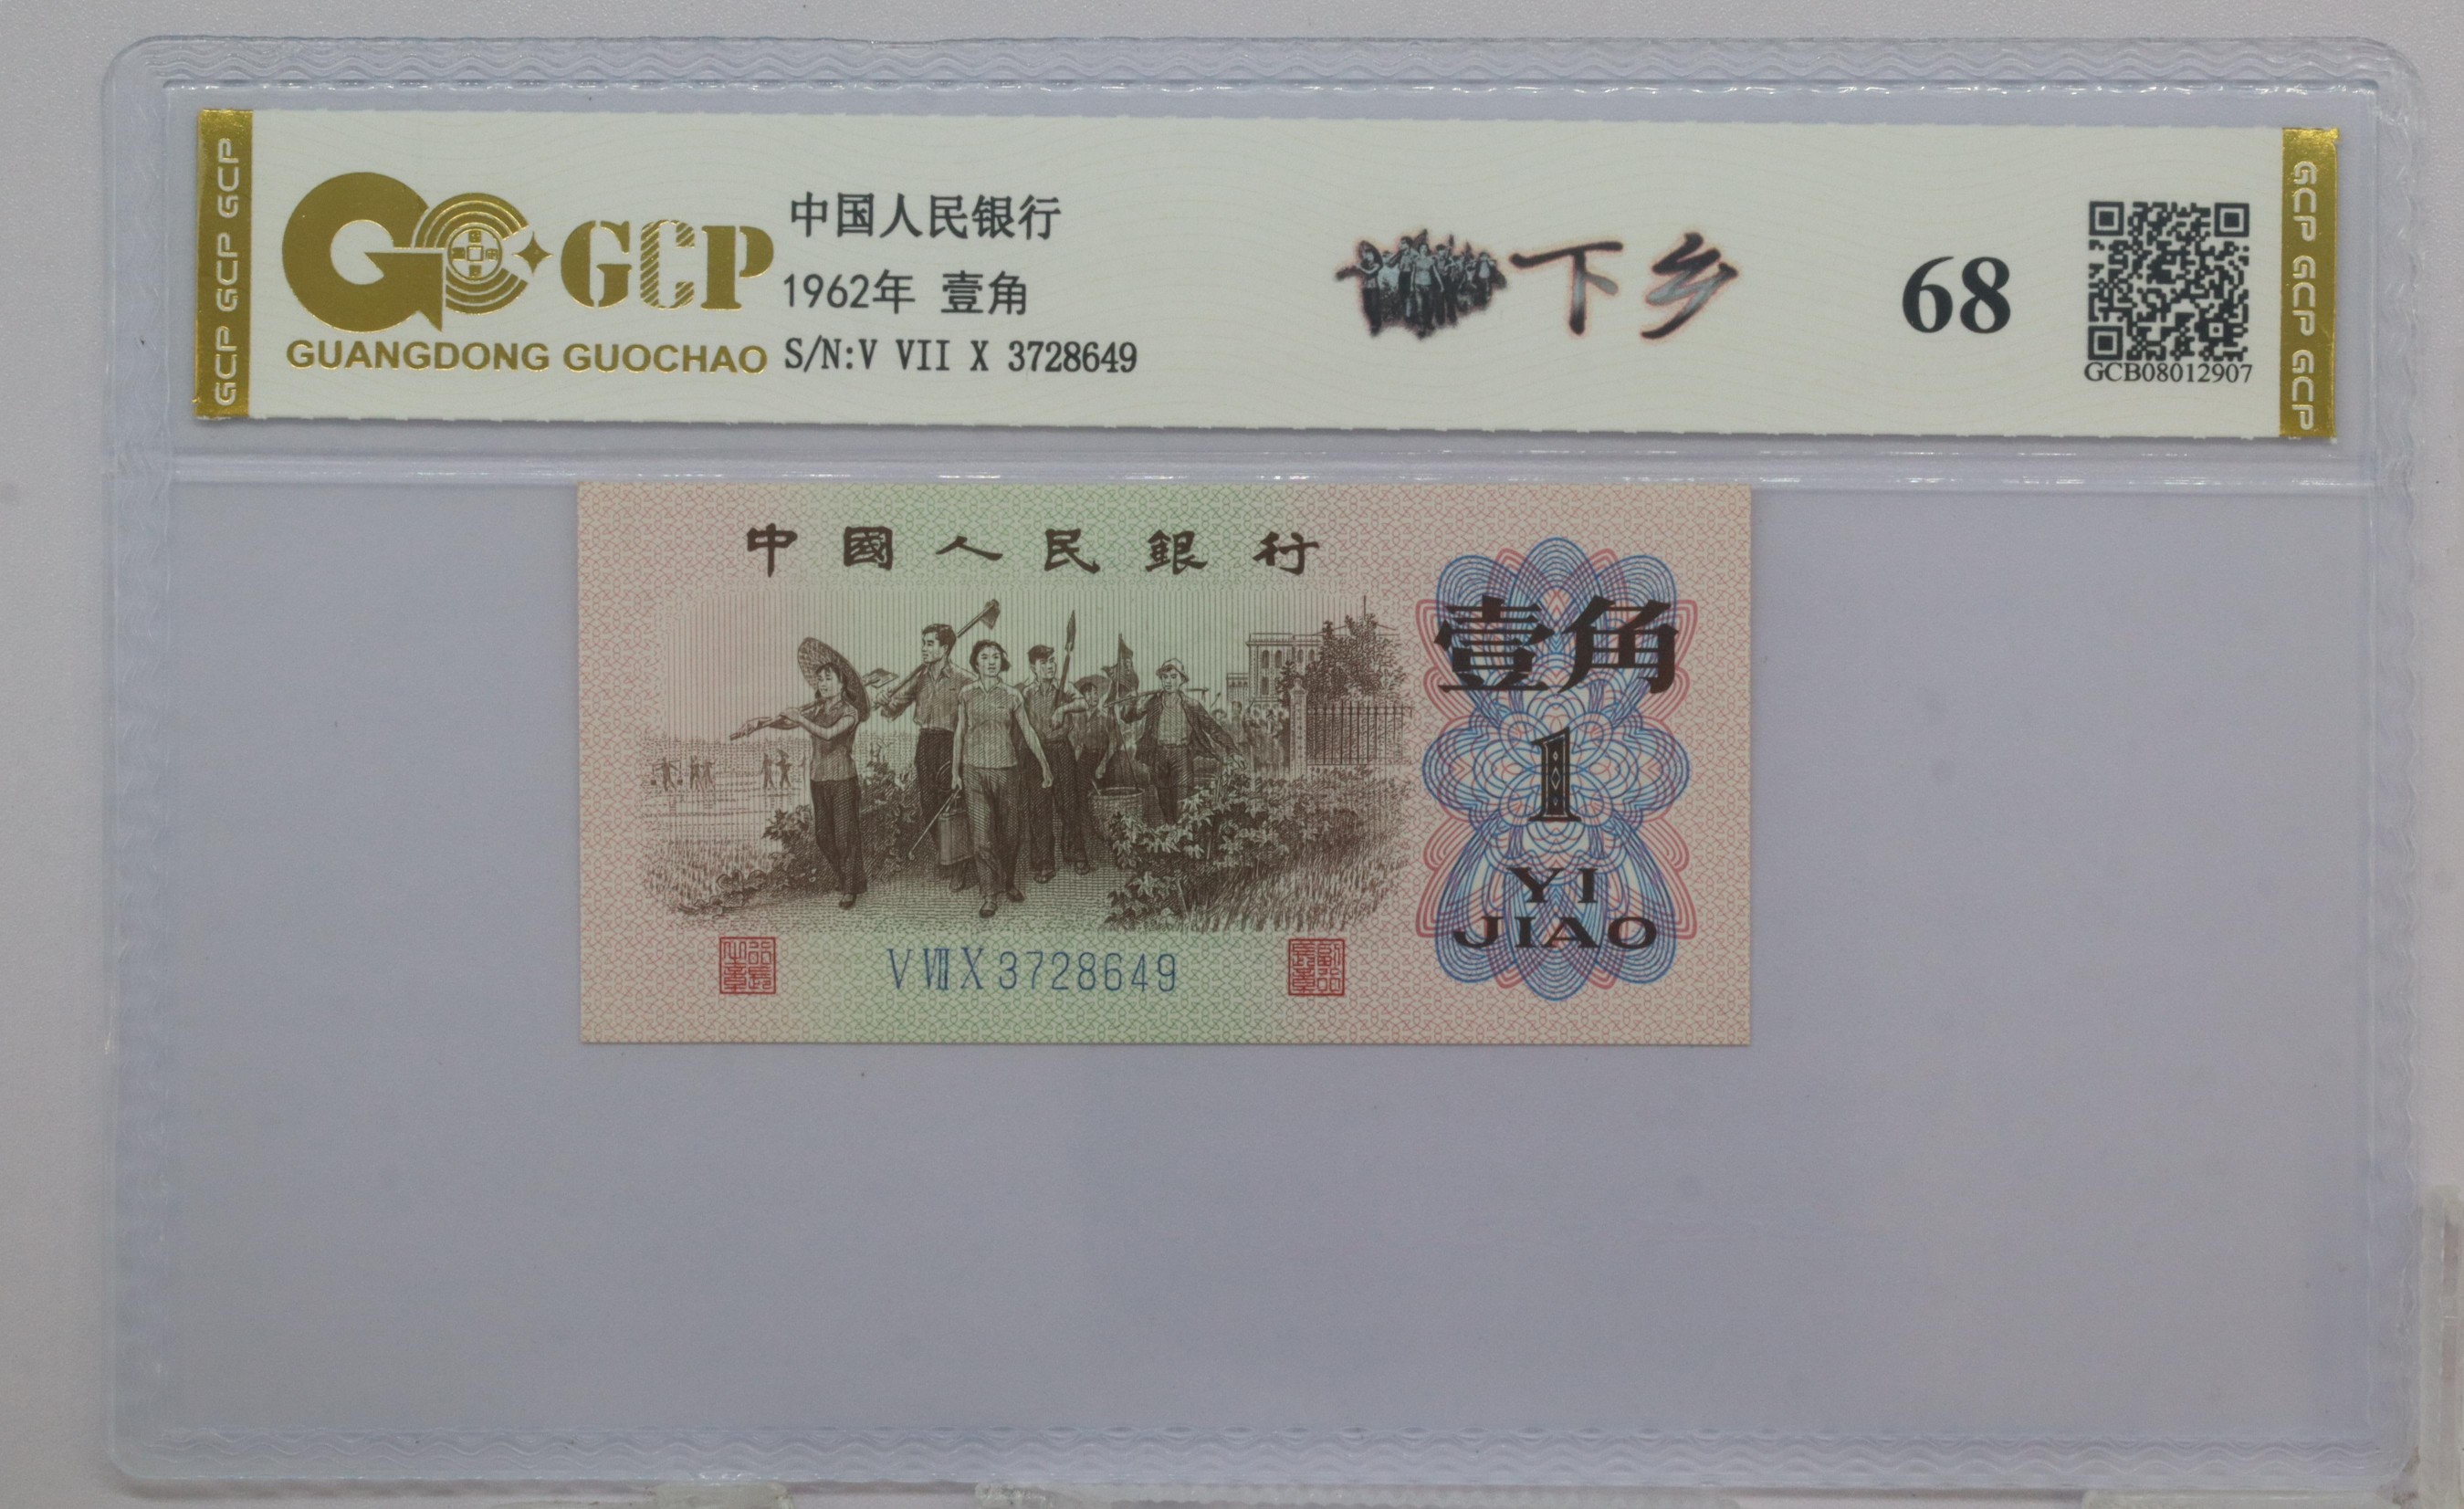 GCP GCP GCP
GCP
GUANGDONG GUOCHAO
中国人民银行
1962年 壹角
S/N:V VII X 3728649
下乡
68
GCB08012907
GCP GCP GCP
中國人民銀行
壹角
1
YI
JIAO
V VII X 3728649